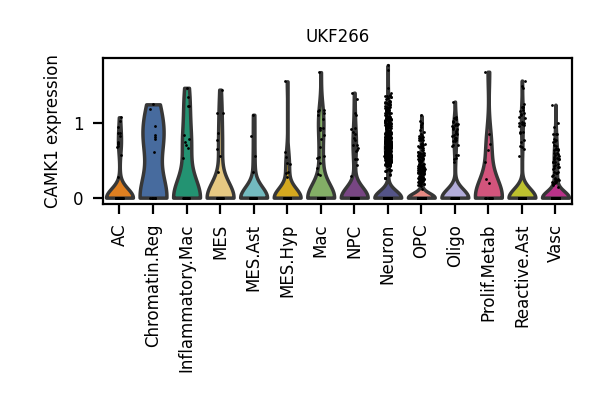 UKF266
CAMK1 expression
1
0
AC
Chromatin.Reg
Inflammatory.Mac
MES
MES.Ast
MES.Hyp
Mac
NPC
Neuron
OPC
Oligo
Prolif.Metab
Reactive.Ast
Vasc